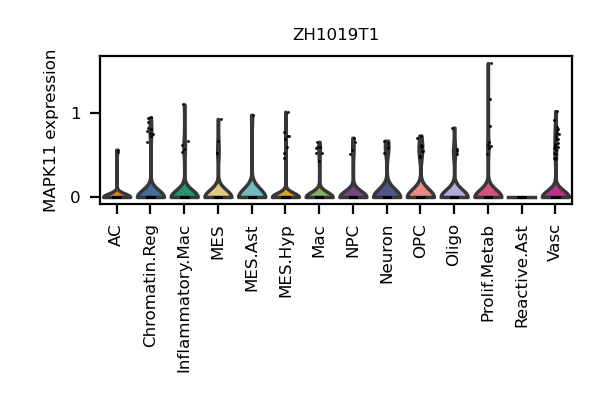 ZH1019T1
MAPK11 expression
1
0
AC
Chromatin.Reg
Inflammatory.Mac
MES
MES.Ast
MES.Hyp
Mac
NPC
Neuron
OPC
Oligo
Prolif.Metab
Reactive.Ast
Vasc